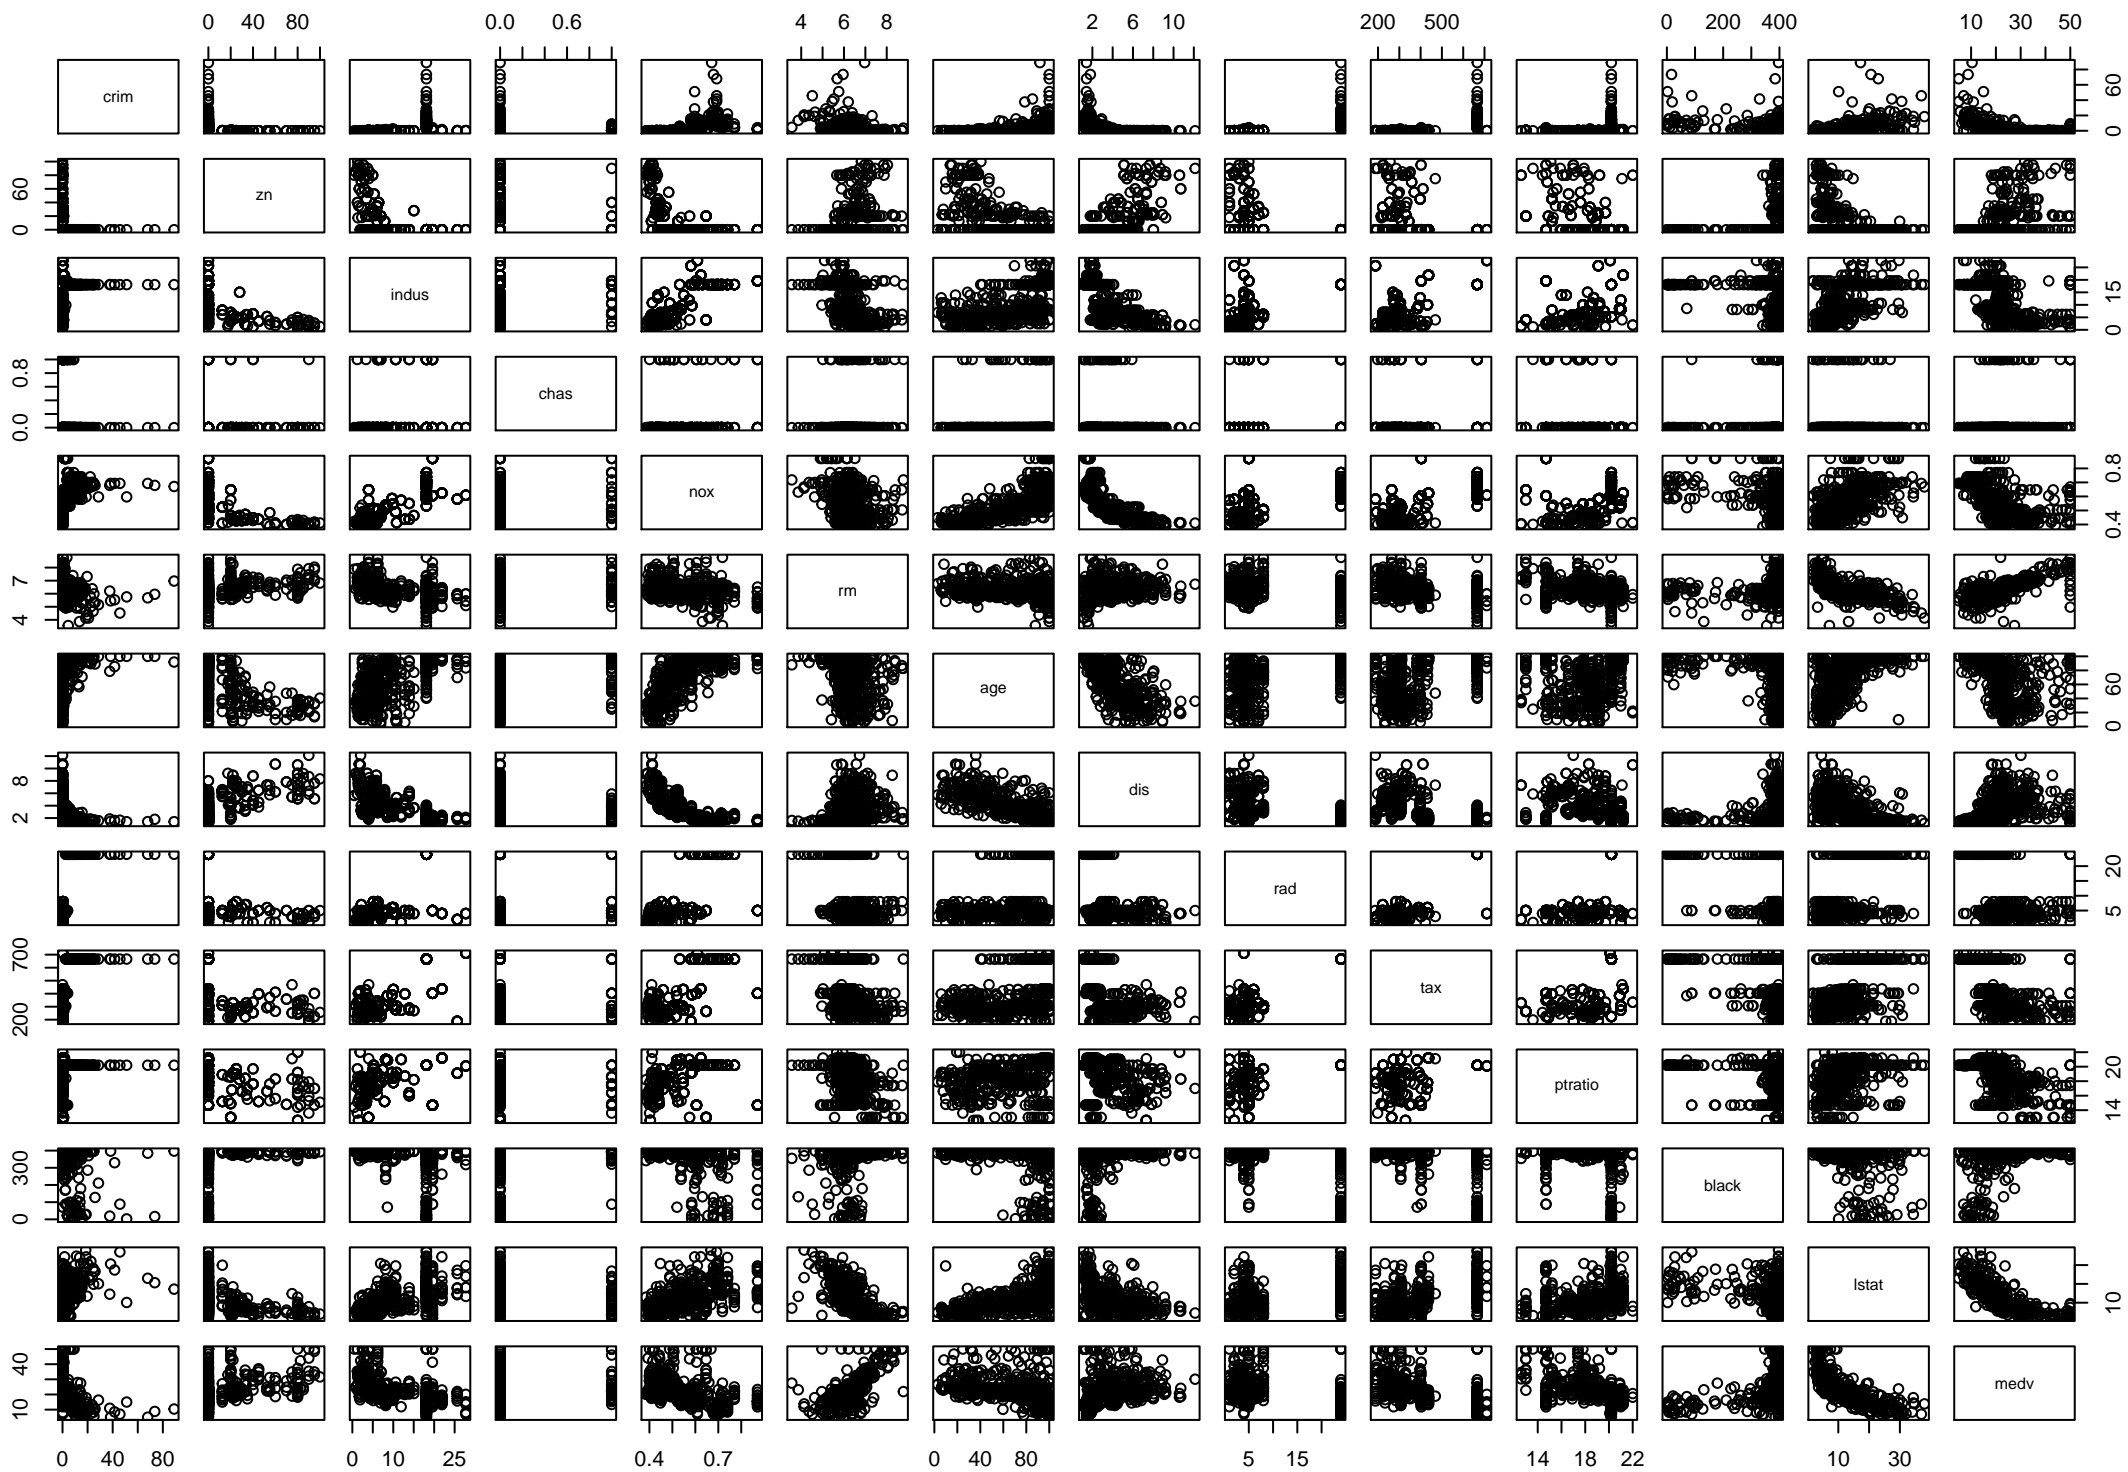 0 40 80 0.0 0.6 4 6 8 2 6 10 200 500 0 200 400 10 30 50
crim 0 60
0 60 zn
indus 0 15
0.0 0.8 chas
nox 0.4 0.8
4 7 rm
age 0 60
2 8 dis
rad 5 20
200 700 tax
ptratio 14 20
0 300 black
lstat 10
10 40 medv
0 40 80 0 10 25 0.4 0.7 0 40 80 5 15 14 18 22 10 30